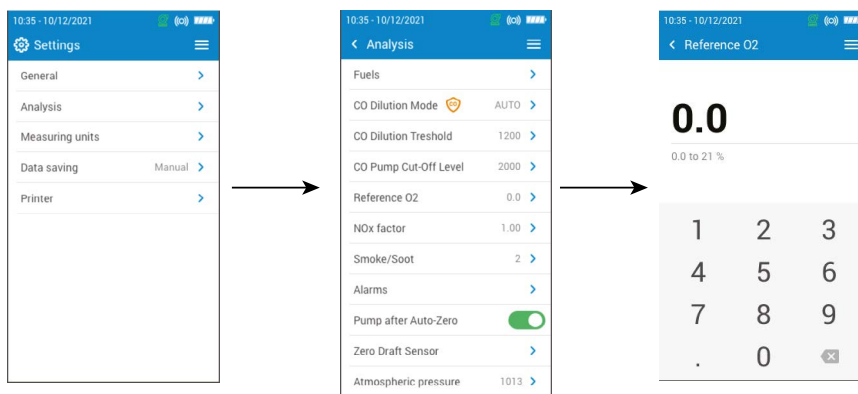 10:35 - 10/12/2021
Settings
General
Analysis
Measuring units
Data saving Manual
Printer
10:35 - 10/12/2021
Analysis
Fuels
CO Dilution Mode CO AUTO
CO Dilution Treshold 1200
CO Pump Cut-Off Level 2000
Reference O2 0.0
NOx factor 1.00
Smoke/Soot 2
Alarms
Pump after Auto-Zero
Zero Draft Sensor
Atmospheric pressure 1013
10:35 - 10/12/2021
Reference O2
0.0
0.0 to 21 %
1 2 3
4 5 6
7 8 9
. 0